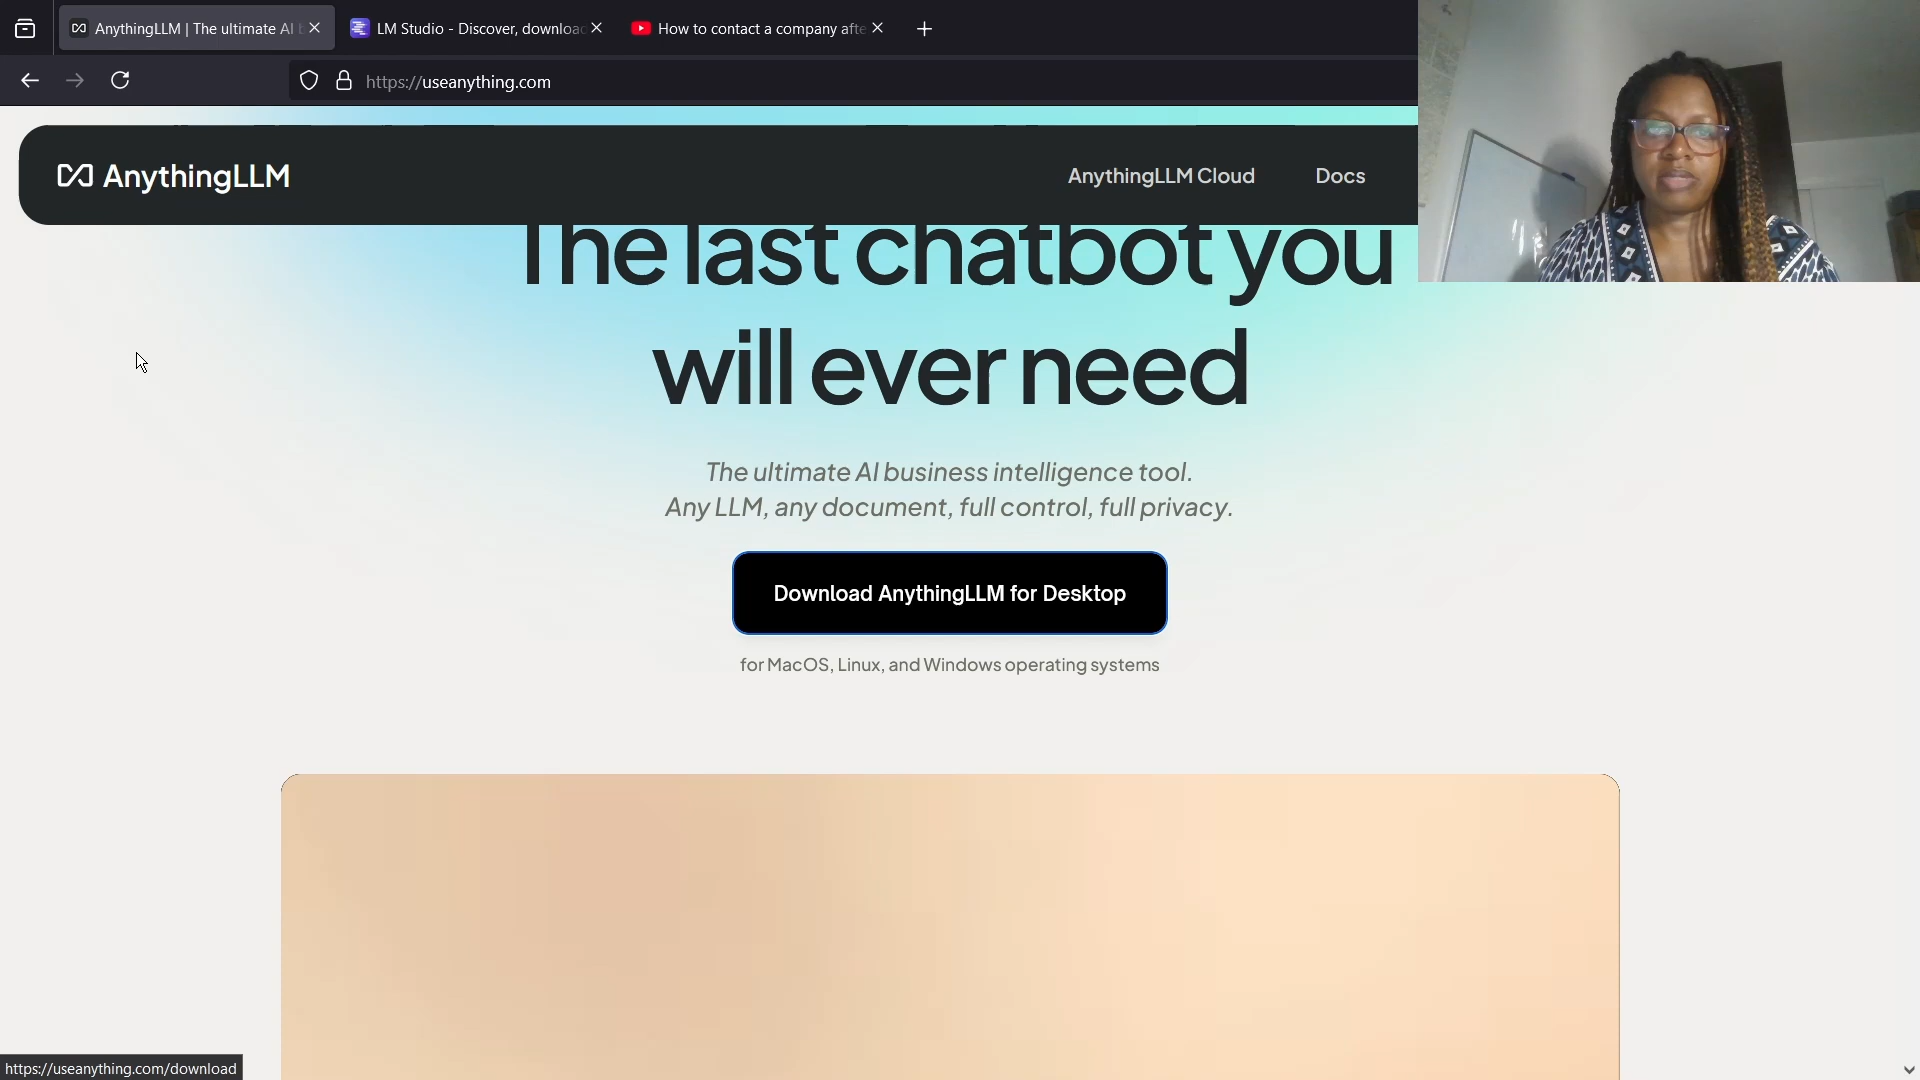 AnythingLLM | The ultimate AI b
LM Studio - Discover, download
How to contact a company afte
https://useanything.com
AnythingLLM
AnythingLLM Cloud
Docs
The last chatbot you
will ever need
The ultimate AI business intelligence tool.
Any LLM, any document, full control, full privacy.
Download AnythingLLM for Desktop
for MacOS, Linux, and Windows operating systems
https://useanything.com/download